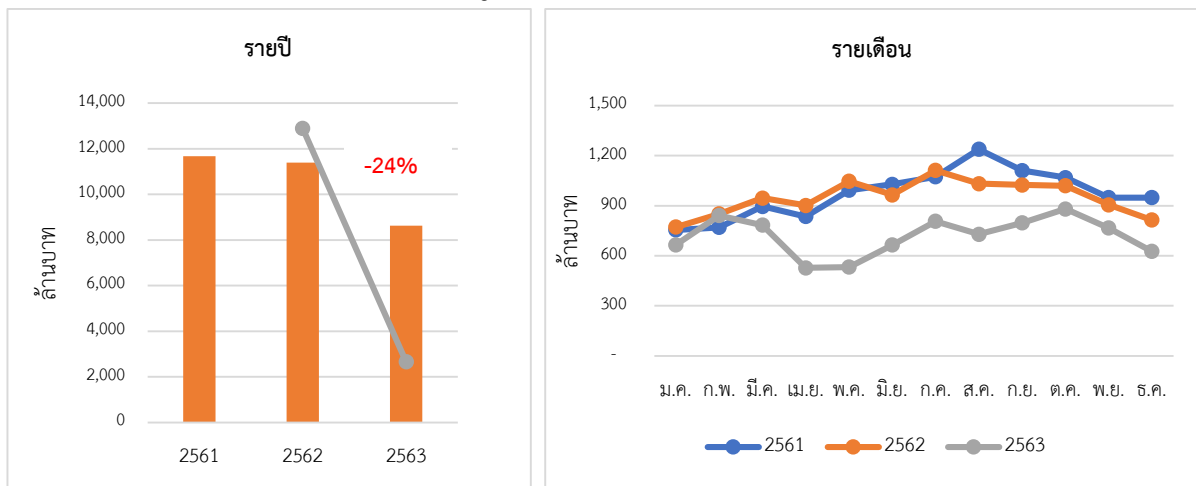 รายปี
14,000
12,000
10,000
8,000
6,000
4,000
2,000
0
ล้านบาท
-24%
2561 2562 2563
รายเดือน
1,500
1,200
900
600
300
-
ล้านบาท
ม.ค. ก.พ. มี.ค. เม.ย. พ.ค. มิ.ย. ก.ค. ส.ค. ก.ย. ต.ค. พ.ย. ธ.ค.
2561 2562 2563